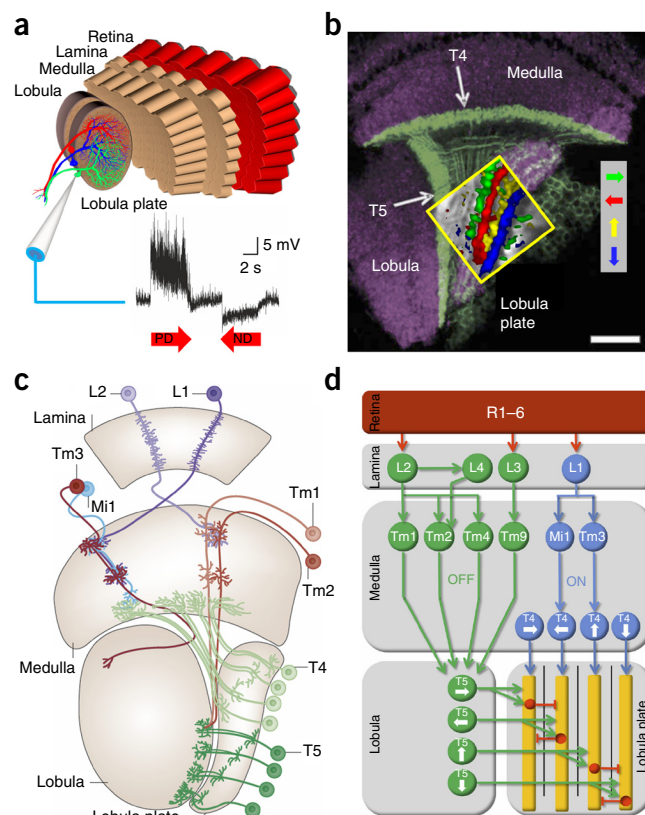 a
Retina
Lamina
Medulla
Lobula
Lobula plate
5 mV
2 s
PD
ND
b
T4
Medulla
T5
Lobula
Lobula
plate
c
L2
L1
Lamina
Tm3
Mi1
Tm1
Tm2
Medulla
T4
T5
Lobula
Lobula plate
d
Retina
R1–6
Lamina
L2
L4
L3
L1
Medulla
Tm1
Tm2
Tm4
Tm9
Mi1
Tm3
OFF
ON
T4
T4
T4
T4
Lobula
T5
T5
T5
T5
Lobula plate